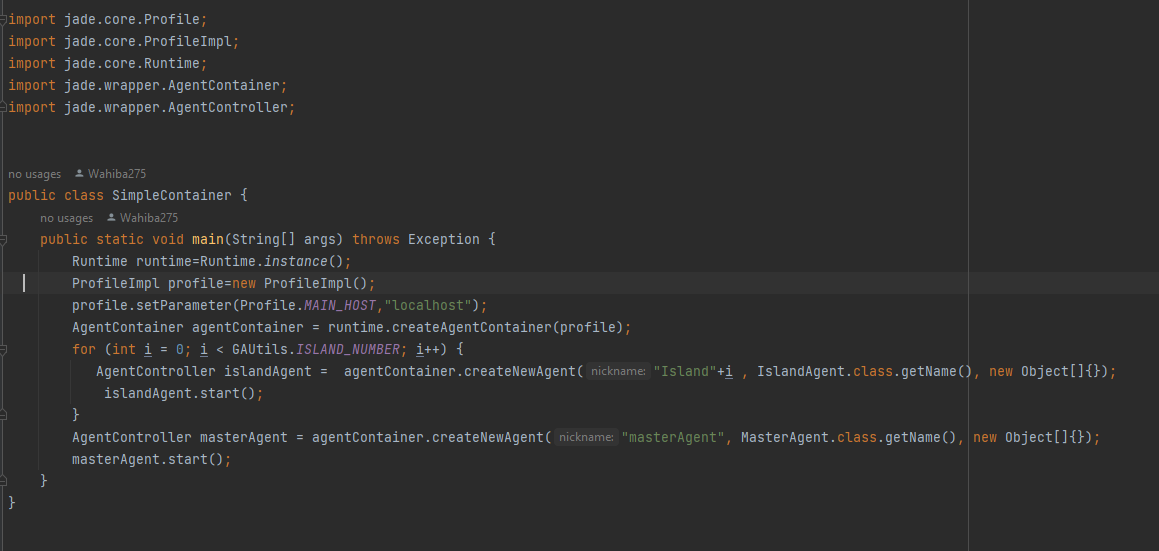 import jade.core.Profile;
import jade.core.ProfileImpl;
import jade.core.Runtime;
import jade.wrapper.AgentContainer;
import jade.wrapper.AgentController;
no usages Wahiba275
public class SimpleContainer {
no usages Wahiba275
public static void main(String[] args) throws Exception {
Runtime runtime=Runtime.instance();
ProfileImpl profile=new ProfileImpl();
profile.setParameter(Profile.MAIN_HOST,"localhost");
AgentContainer agentContainer = runtime.createAgentContainer(profile);
for (int i = 0; i < GAUtils.ISLAND_NUMBER; i++) {
AgentController islandAgent =  agentContainer.createNewAgent( nickname: "Island"+i , IslandAgent.class.getName(), new Object[]{});
islandAgent.start();
}
AgentController masterAgent = agentContainer.createNewAgent( nickname: "masterAgent", MasterAgent.class.getName(), new Object[]{});
masterAgent.start();
}
}